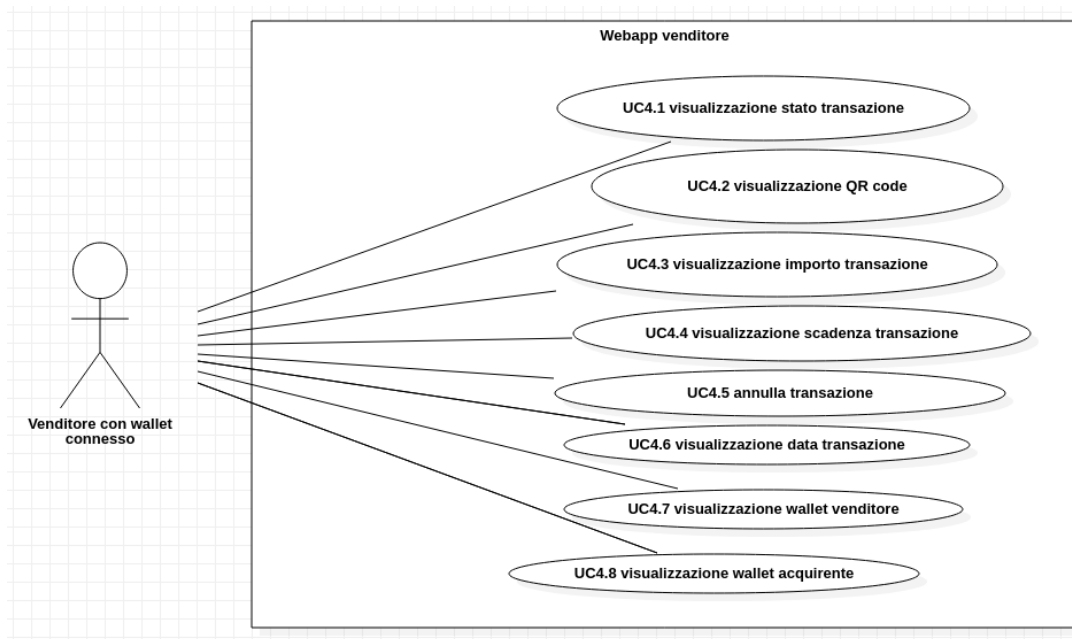 Webapp venditore
UC4.1 visualizzazione stato transazione
UC4.2 visualizzazione QR code
UC4.3 visualizzazione importo transazione
UC4.4 visualizzazione scadenza transazione
UC4.5 annulla transazione
Venditore con wallet
connesso
UC4.6 visualizzazione data transazione
UC4.7 visualizzazione wallet venditore
UC4.8 visualizzazione wallet acquirente